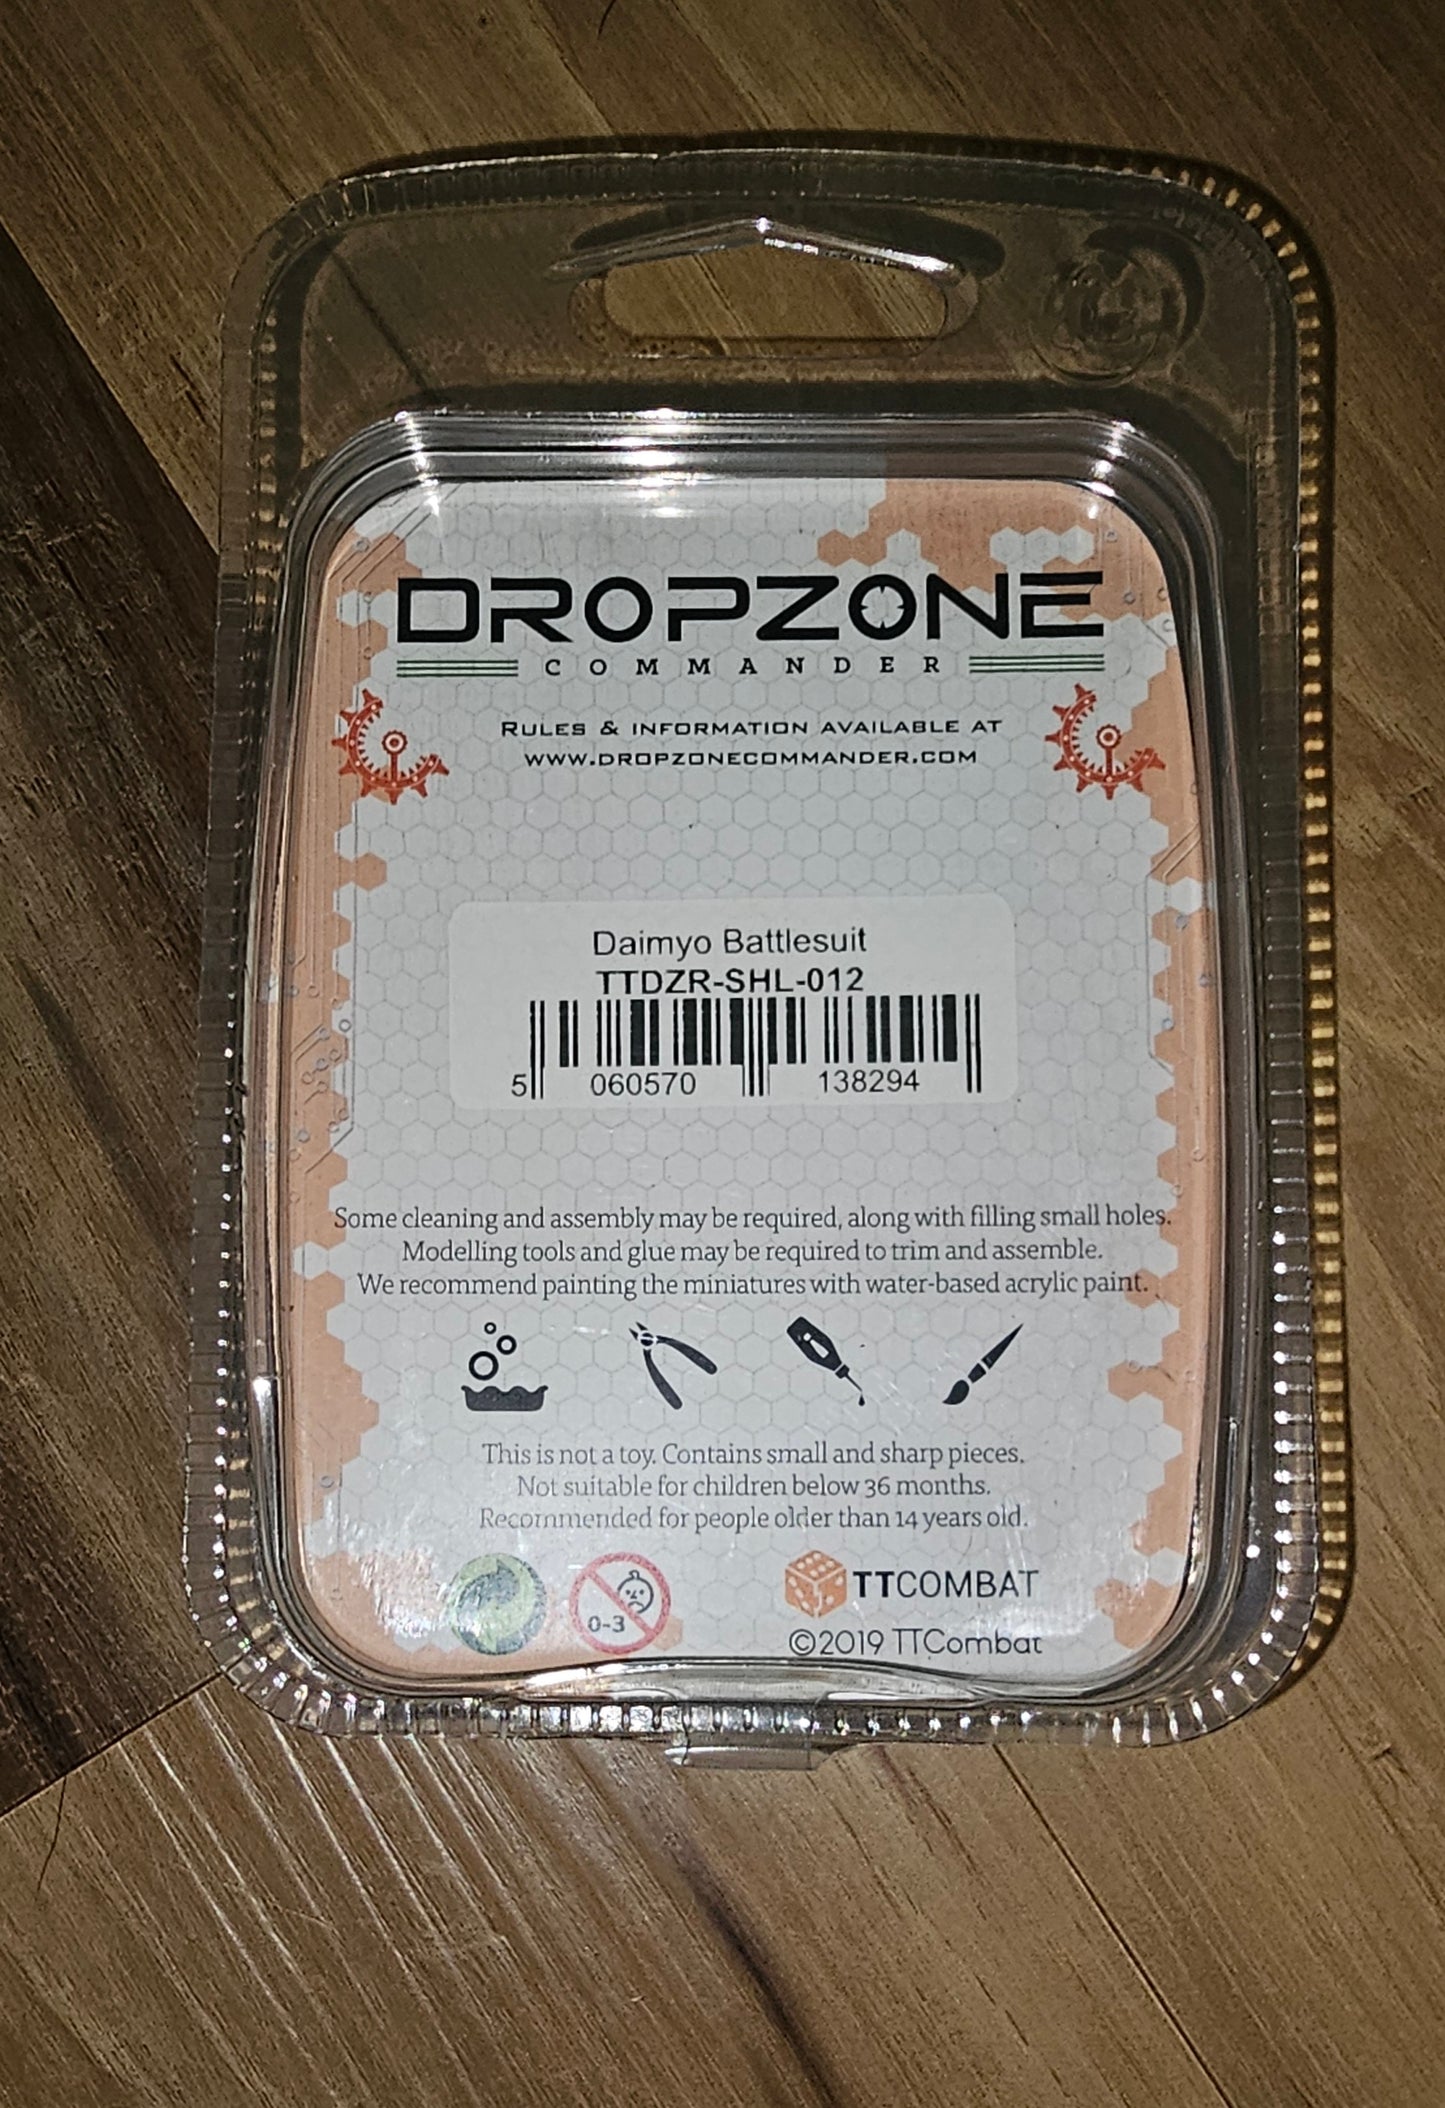 DROPZONE
COMMANDER
RULES & INFORMATION AVAILABLE AT
WWW.DROPZONECOMMANDER.COM
Daimyo Battlesuit
TTDZR-SHL-012
5 060570 138294
Some cleaning and assembly may be required, along with filling small holes.
Modelling tools and glue may be required to trim and assemble.
We recommend painting the miniatures with water-based acrylic paint.
This is not a toy. Contains small and sharp pieces.
Not suitable for children below 36 months.
Recommended for people older than 14 years old.
0-3
TTCOMBAT
©2019 TTCombat